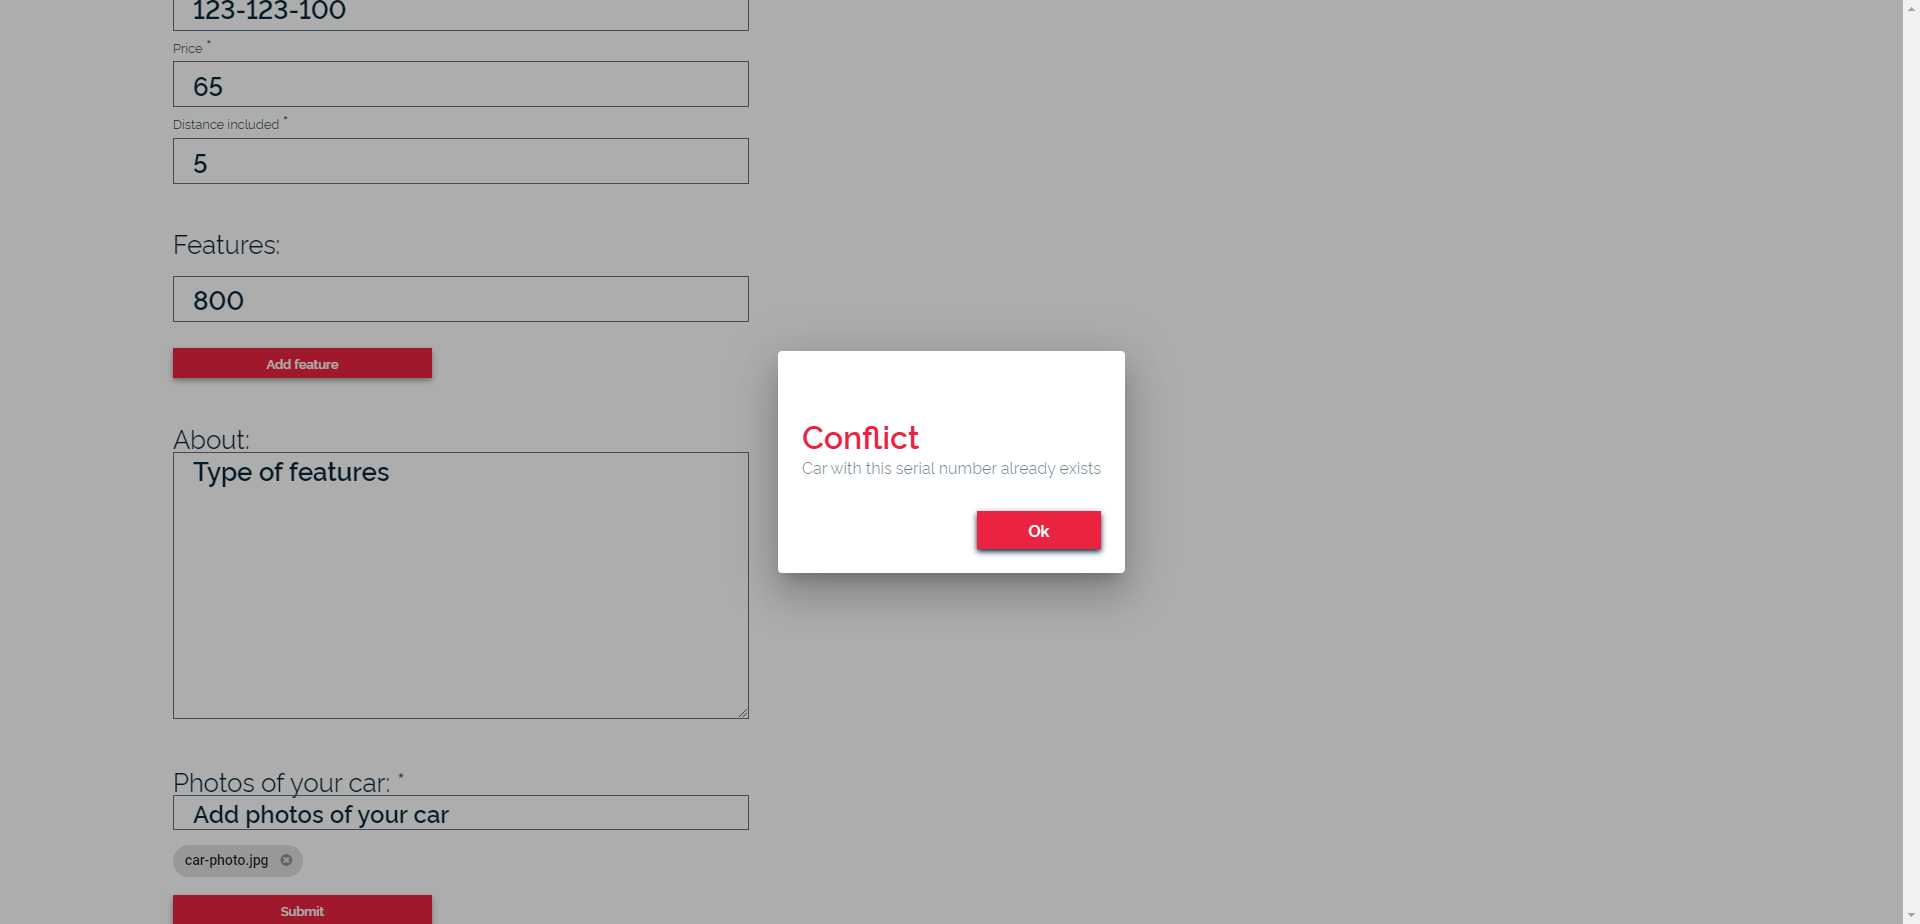 123-123-100
Price *
65
Distance included *
5
Features:
800
Add feature
About:
Type of features
Conflict
Car with this serial number already exists
Ok
Photos of your car: *
Add photos of your car
car-photo.jpg
Submit